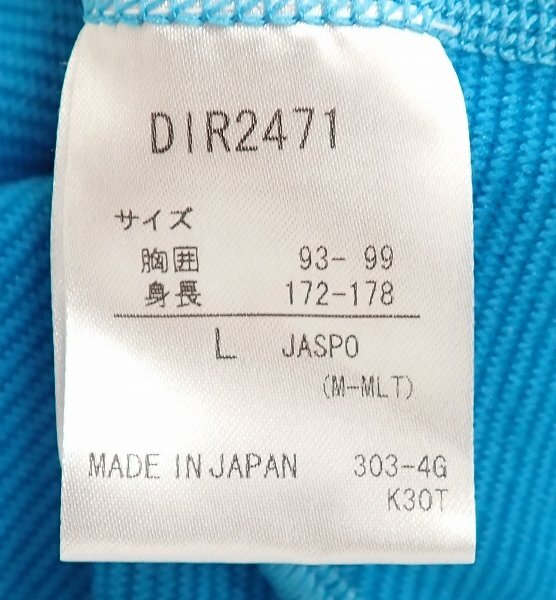 DIR2471
サイズ
胸囲 93- 99
身長 172-178
L JASPO
(M-MLT)
MADE IN JAPAN 303-4G
K30T